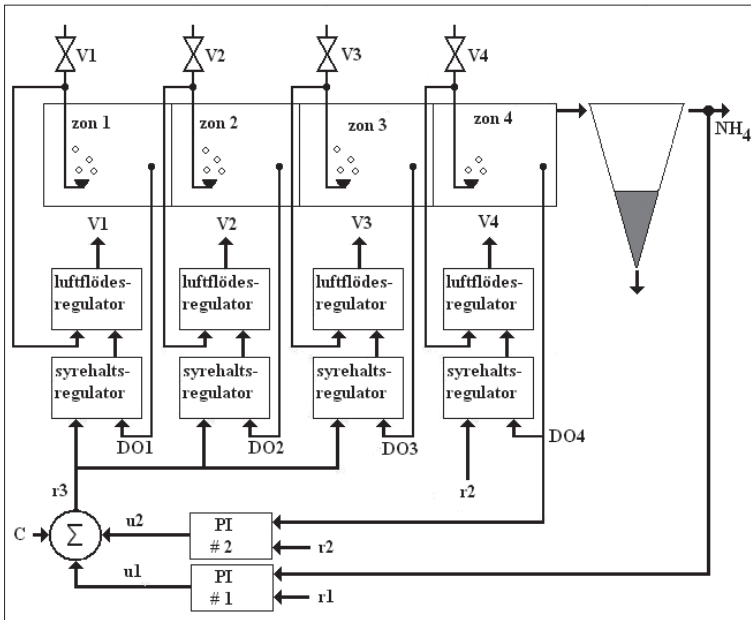 V1 V2 V3 V4
zon 1 zon 2 zon 3 zon 4
NH4
V1 V2 V3 V4
luftflödes-
regulator
luftflödes-
regulator
luftflödes-
regulator
luftflödes-
regulator
syrehalts-
regulator
syrehalts-
regulator
syrehalts-
regulator
syrehalts-
regulator
DO1 DO2 DO3 DO4
r3 r2
C Σ u2 PI
# 2 r2
u1 PI
# 1 r1